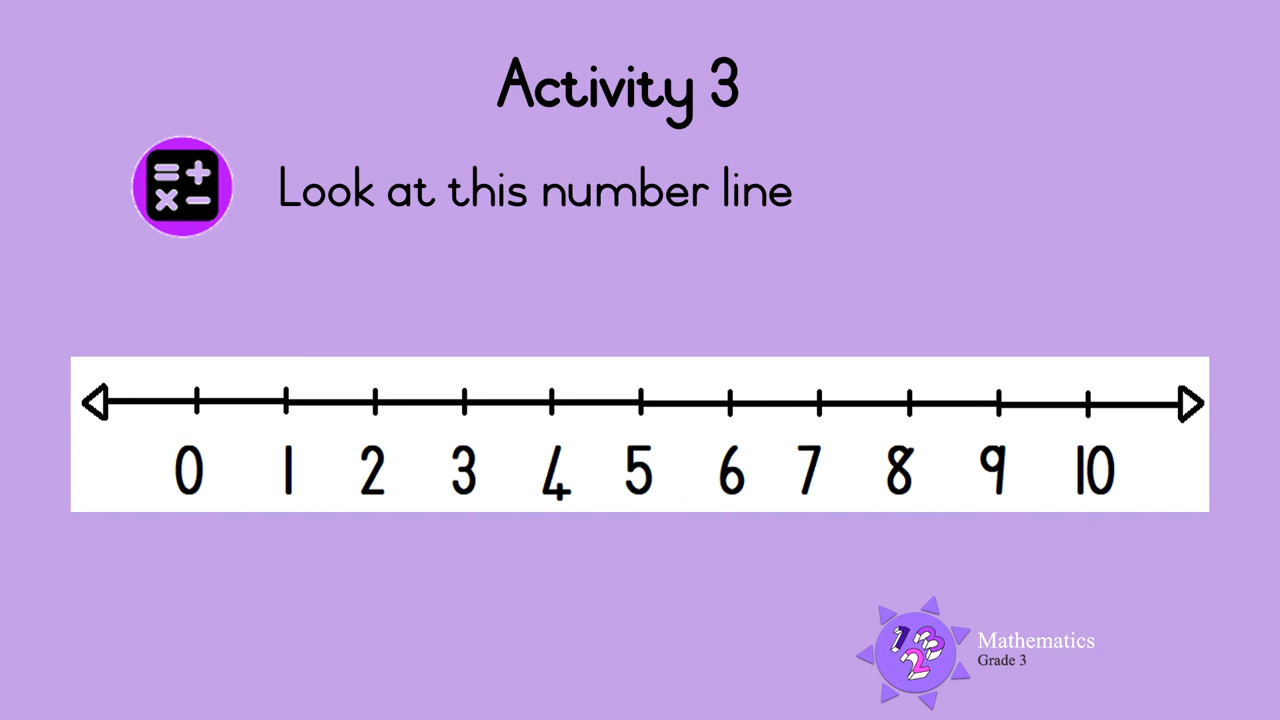 Activity 3
Look at this number line
0 1 2 3 4 5 6 7 8 9 10
123
Mathematics
Grade 3